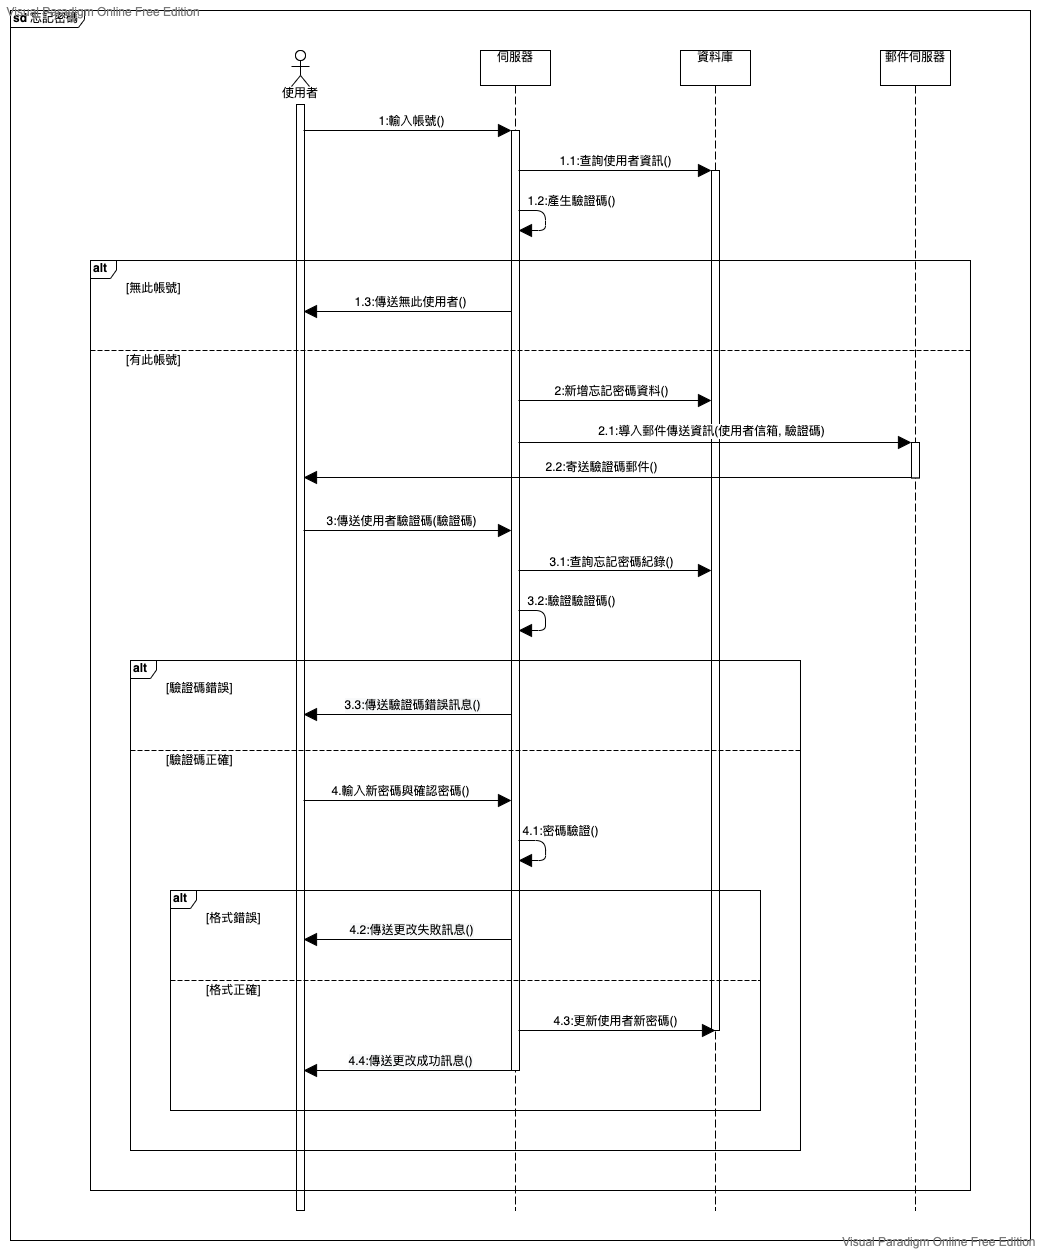 Visual Paradigm Online Free Edition
sd 忘記密碼
使用者
伺服器
資料庫
郵件伺服器
1:輸入帳號()
1.1:查詢使用者資訊()
1.2:產生驗證碼()
alt
[無此帳號]
1.3:傳送無此使用者()
[有此帳號]
2:新增忘記密碼資料()
2.1:導入郵件傳送資訊(使用者信箱, 驗證碼)
2.2:寄送驗證碼郵件()
3:傳送使用者驗證碼(驗證碼)
3.1:查詢忘記密碼紀錄()
3.2:驗證驗證碼()
alt
[驗證碼錯誤]
3.3:傳送驗證碼錯誤訊息()
[驗證碼正確]
4.輸入新密碼與確認密碼()
4.1:密碼驗證()
alt
[格式錯誤]
4.2:傳送更改失敗訊息()
[格式正確]
4.3:更新使用者新密碼()
4.4:傳送更改成功訊息()
Visual Paradigm Online Free Edition